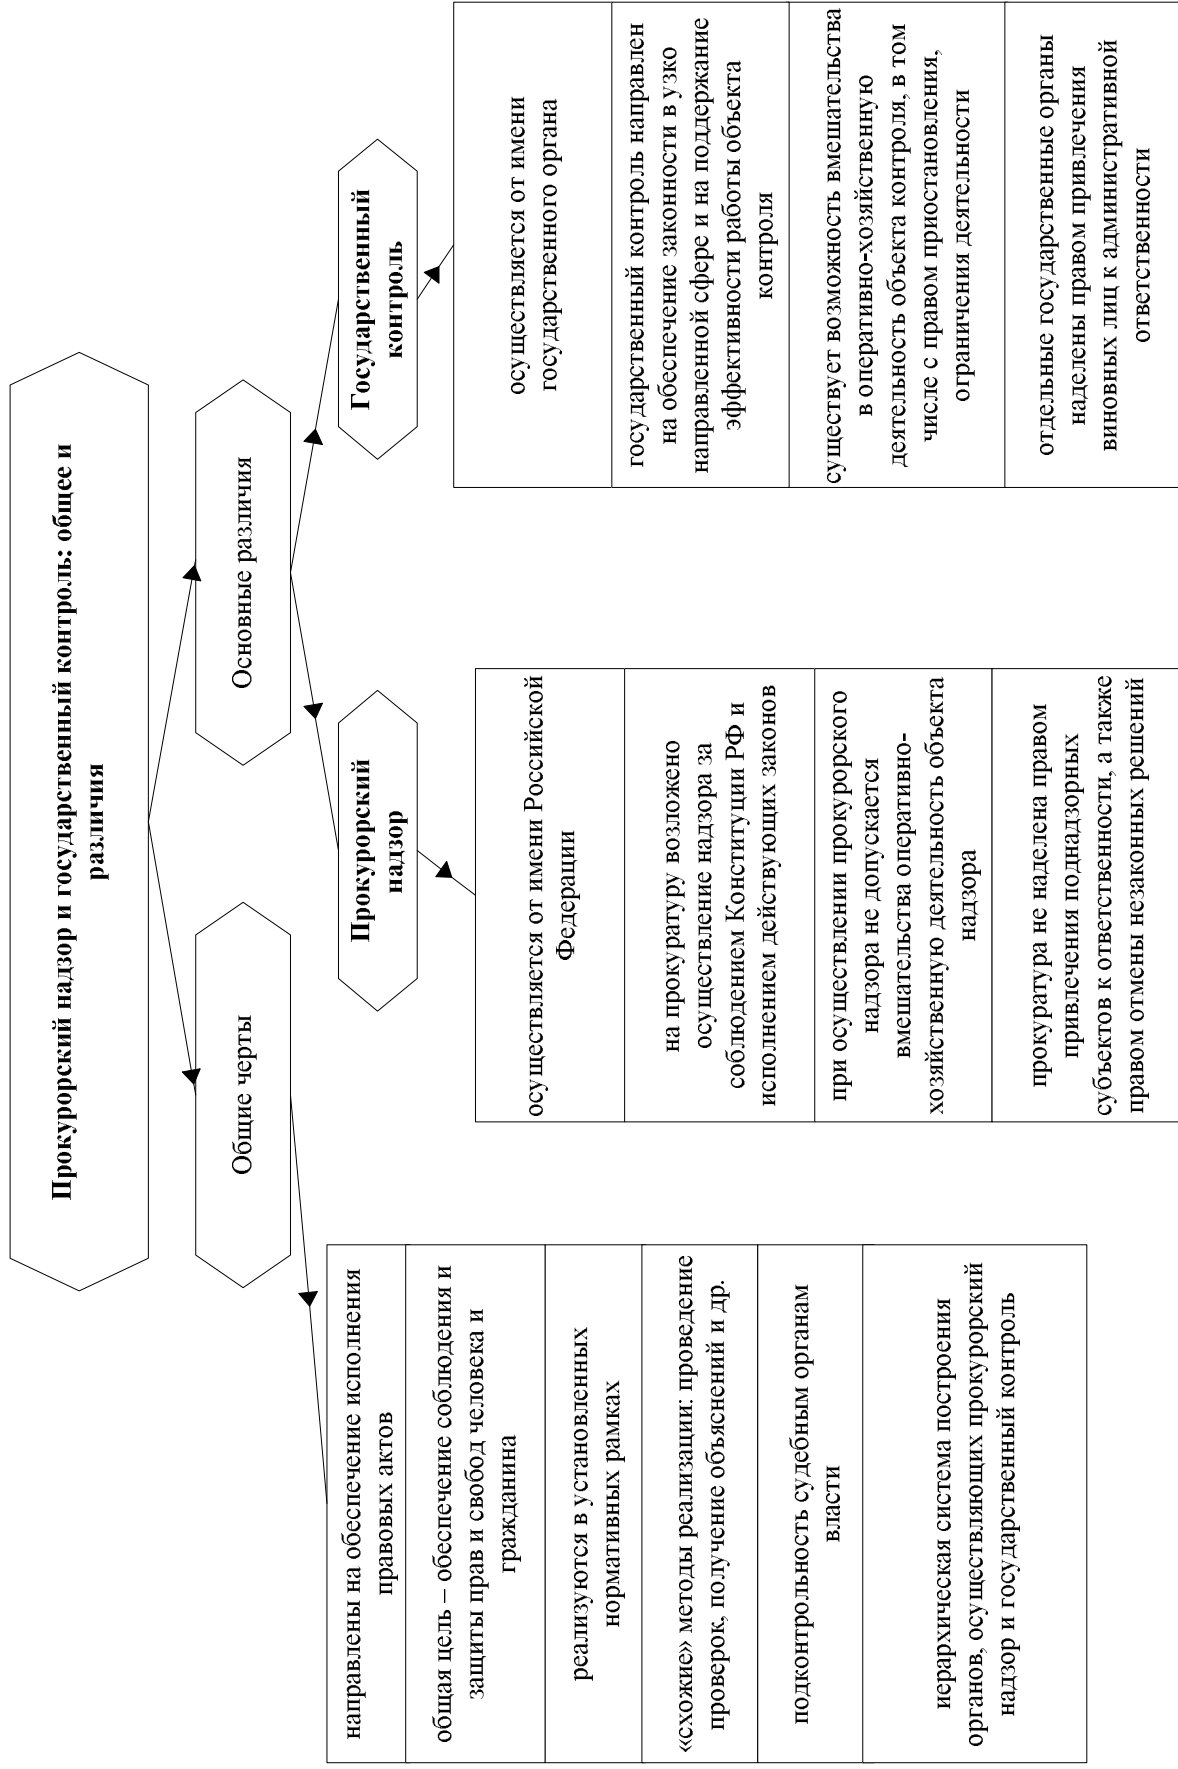 Прокурорский надзор и государственный контроль: общее и
различия
Общие черты
Основные различия
направлены на обеспечение исполнения
правовых актов
общая цель – обеспечение соблюдения и
защиты прав и свобод человека и
гражданина
реализуются в установленных
нормативных рамках
«схожие» методы реализации: проведение
проверок, получение объяснений и др.
подконтрольность судебным органам
власти
иерархическая система построения
органов, осуществляющих прокурорский
надзор и государственный контроль
Прокурорский
надзор
осуществляется от имени Российской
Федерации
на прокуратуру возложено
осуществление надзора за
соблюдением Конституции РФ и
исполнением действующих законов
при осуществлении прокурорского
надзора не допускается
вмешательства оперативно-
хозяйственную деятельность объекта
надзора
прокуратура не наделена правом
привлечения поднадзорных
субъектов к ответственности, а также
правом отмены незаконных решений
Государственный
контроль
осуществляется от имени
государственного органа
государственный контроль направлен
на обеспечение законности в узко
направленной сфере и на поддержание
эффективности работы объекта
контроля
существует возможность вмешательства
в оперативно-хозяйственную
деятельность объекта контроля, в том
числе с правом приостановления,
ограничения деятельности
отдельные государственные органы
наделены правом привлечения
виновных лиц к административной
ответственности